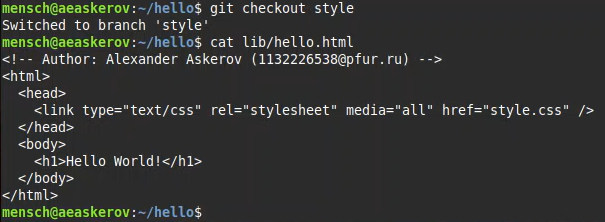 mensch@aeaskerov:~/hello$ git checkout style
Switched to branch 'style'
mensch@aeaskerov:~/hello$ cat lib/hello.html
<!-- Author: Alexander Askerov (1132226538@pfur.ru) -->
<html>
  <head>
    <link type="text/css" rel="stylesheet" media="all" href="style.css" />
  </head>
  <body>
    <h1>Hello World!</h1>
  </body>
</html>
mensch@aeaskerov:~/hello$